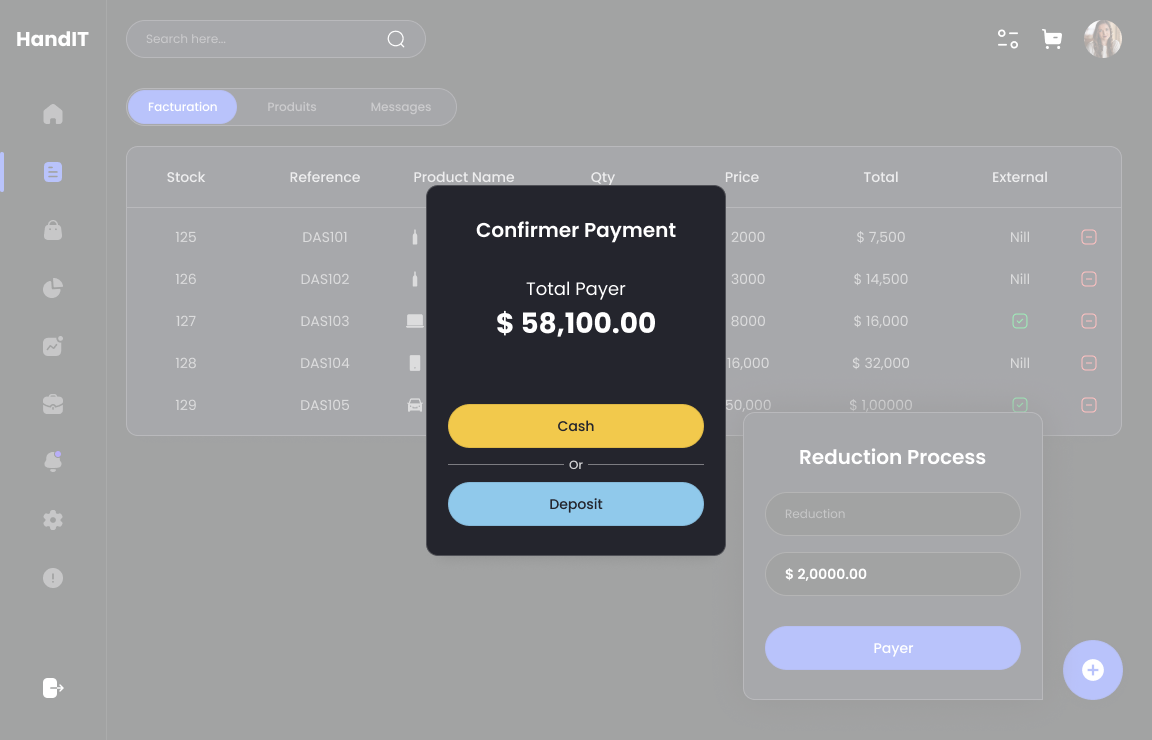 HandIT
Search here...
Facturation Produits Messages
Stock Reference Product Name Qty Price Total External
125 DAS101 2000 $ 7,500 Nill
126 DAS102 3000 $ 14,500 Nill
127 DAS103 8000 $ 16,000
128 DAS104 16,000 $ 32,000 Nill
129 DAS105 50,000 $ 1,00000
Confirmer Payment
Total Payer
$ 58,100.00
Cash
Or
Deposit
Reduction Process
Reduction
$ 2,0000.00
Payer